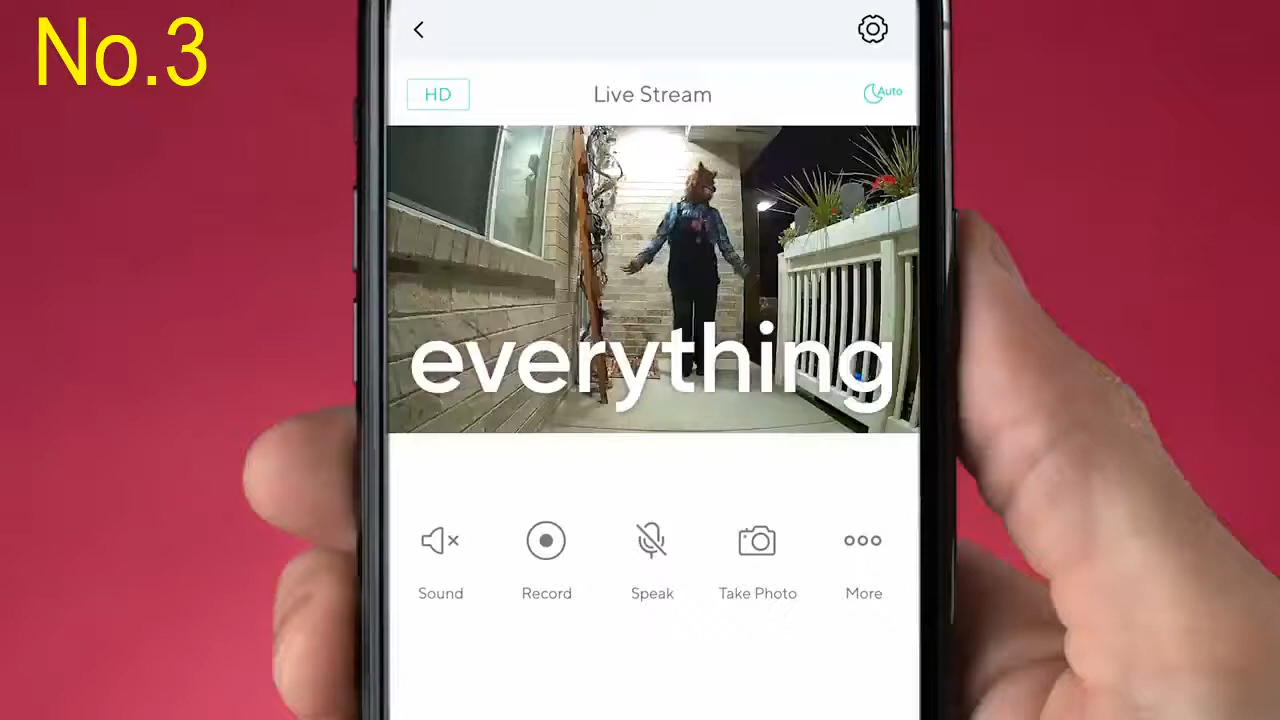 No.3
HD
Live Stream
Auto
everything
Sound
Record
Speak
Take Photo
More